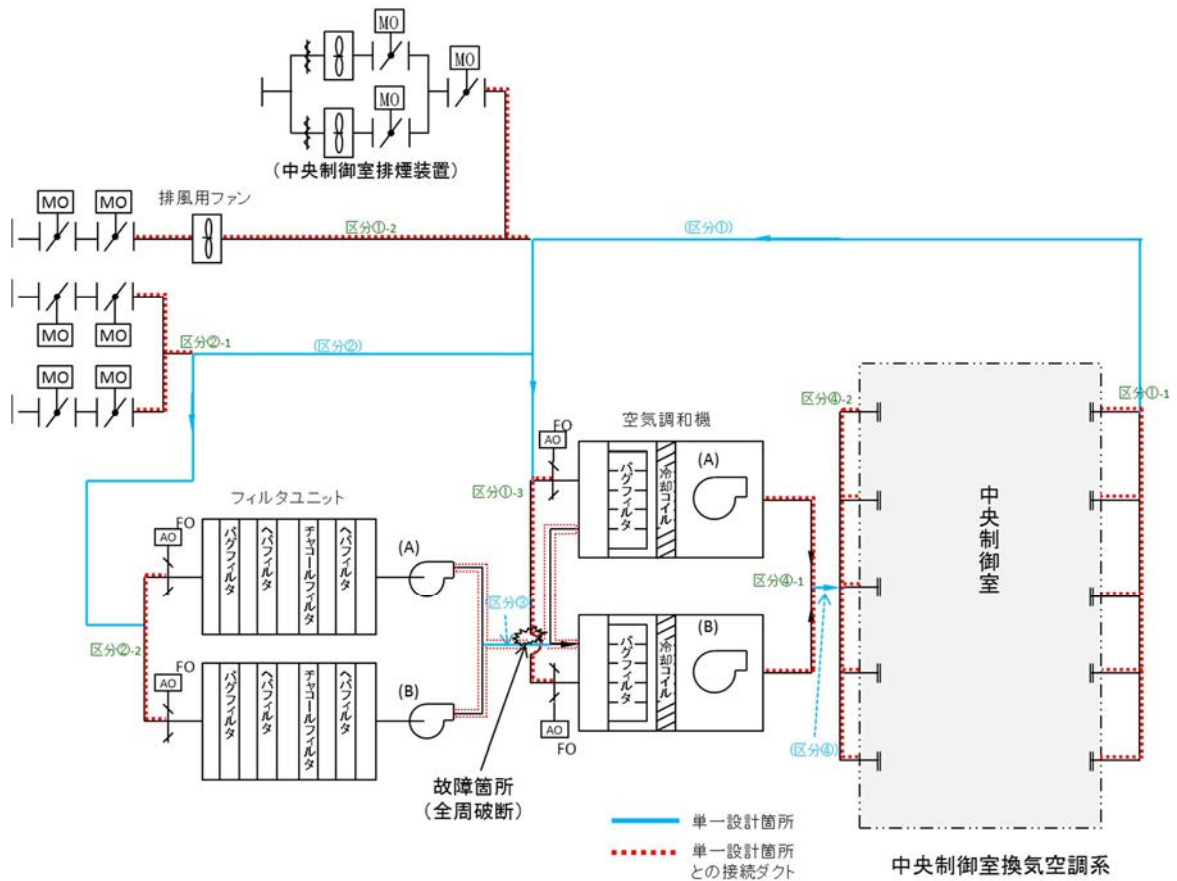 MO
MO
MO
(中央制御室排煙装置)
排風用ファン
MO
MO
区分①-2
(区分①)
MO
MO
区分②-1
(区分②)
MO
MO
区分④-2
区分①-1
空気調和機
FO
AO
(A)
バグフィルタ
冷却コイル
区分①-3
中央制御室
フィルタユニット
FO
AO
バグフィルタ
ヘパフィルタ
チャコールフィルタ
ヘパフィルタ
(A)
区分③
区分④-1
区分②-2
FO
AO
バグフィルタ
ヘパフィルタ
チャコールフィルタ
ヘパフィルタ
(B)
バグフィルタ
冷却コイル
(B)
AO
FO
(区分④)
故障箇所
(全周破断)
単一設計箇所
単一設計箇所
との接続ダクト
中央制御室換気空調系